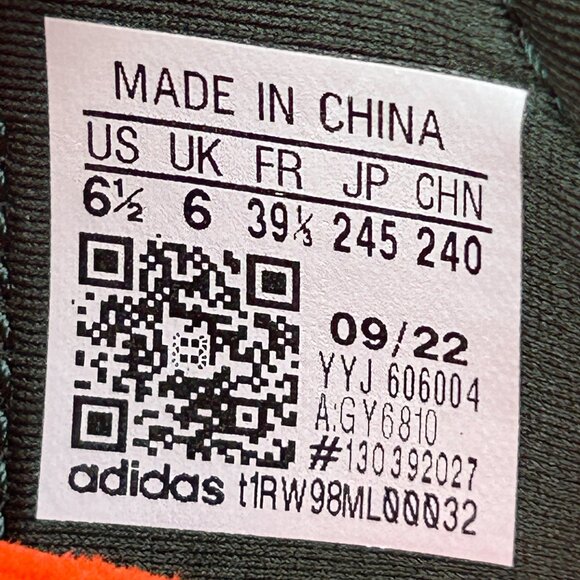 MADE IN CHINA
US UK FR JP CHN
6½ 6 39⅓ 245 240
09/22
YYJ 606004
A:GY6810
#130392027
adidas t1RW98ML00032